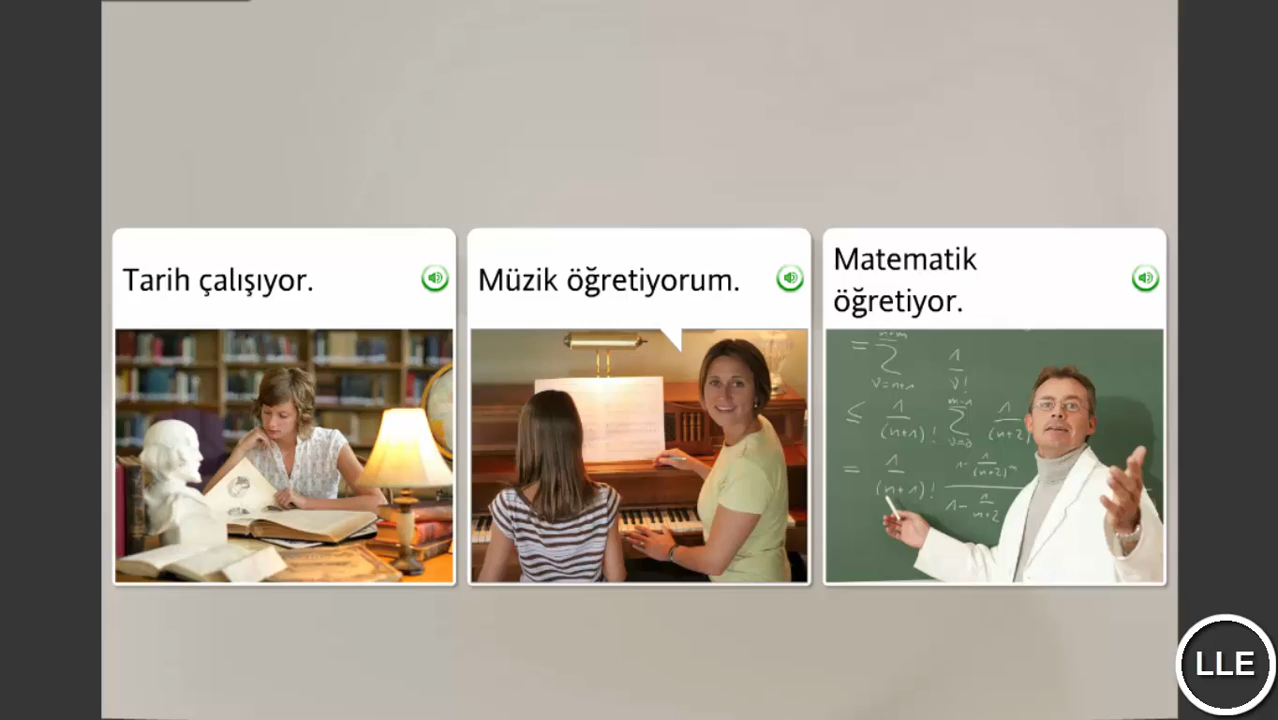 Tarih çalışıyor.
Müzik öğretiyorum.
Matematik
öğretiyor.
LLE